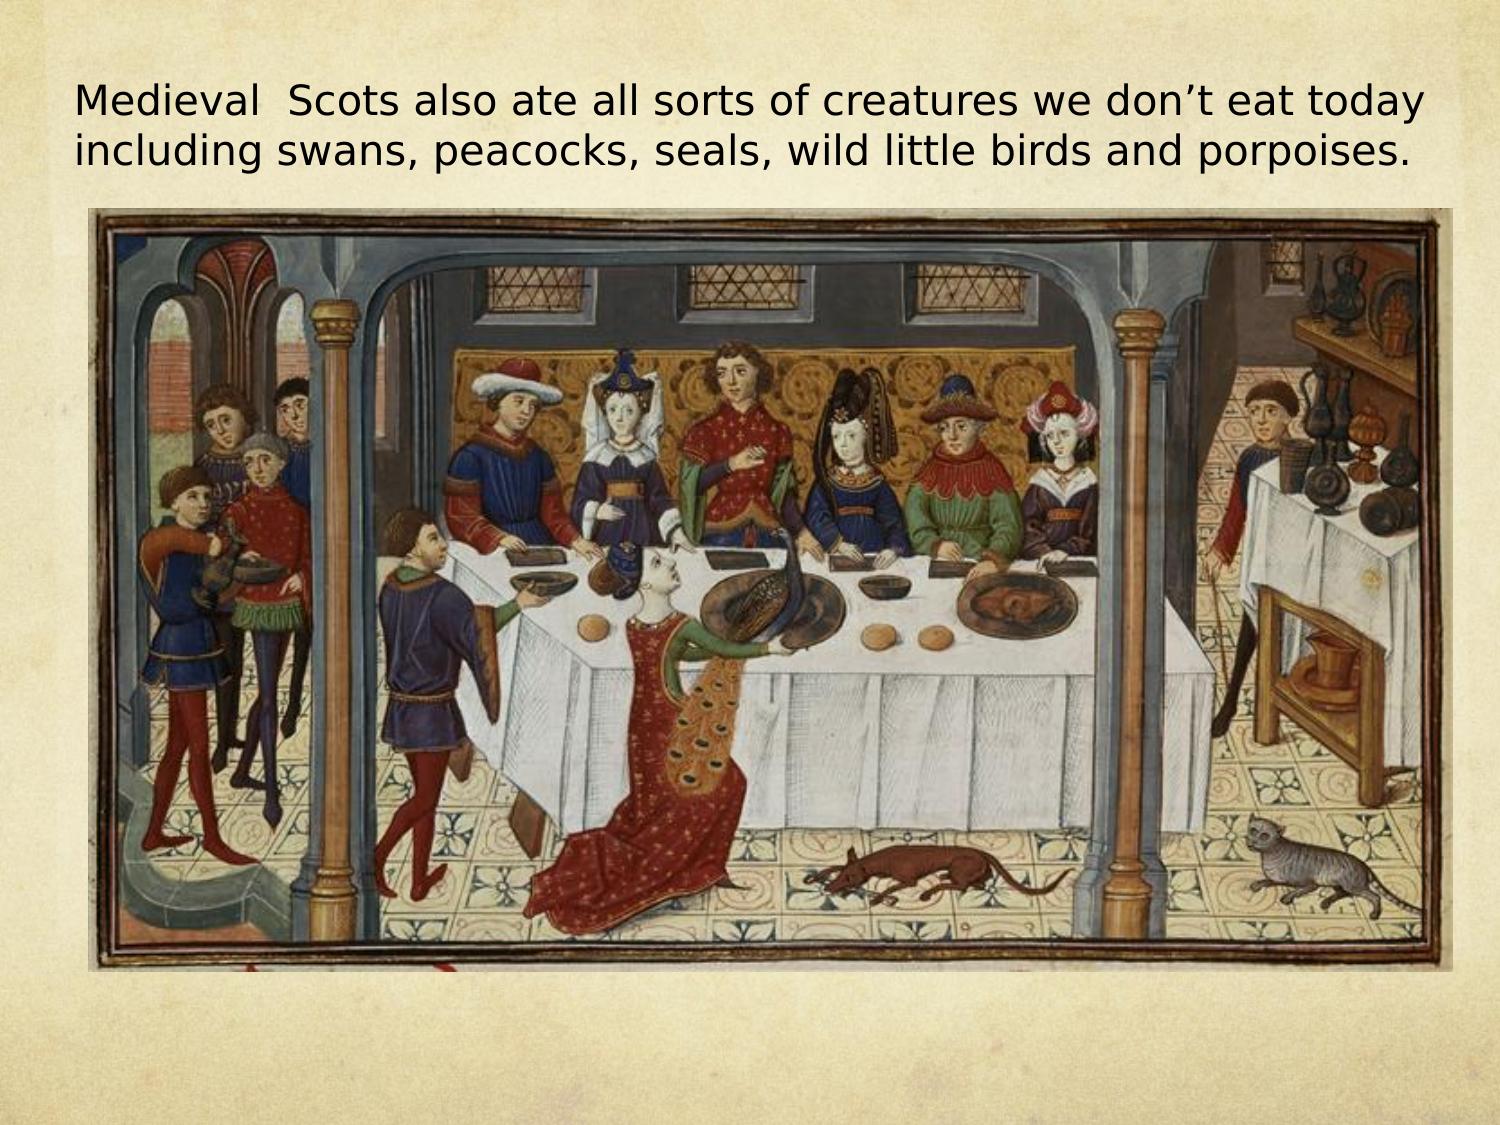 Medieval  Scots also ate all sorts of creatures we don’t eat today
including swans, peacocks, seals, wild little birds and porpoises.